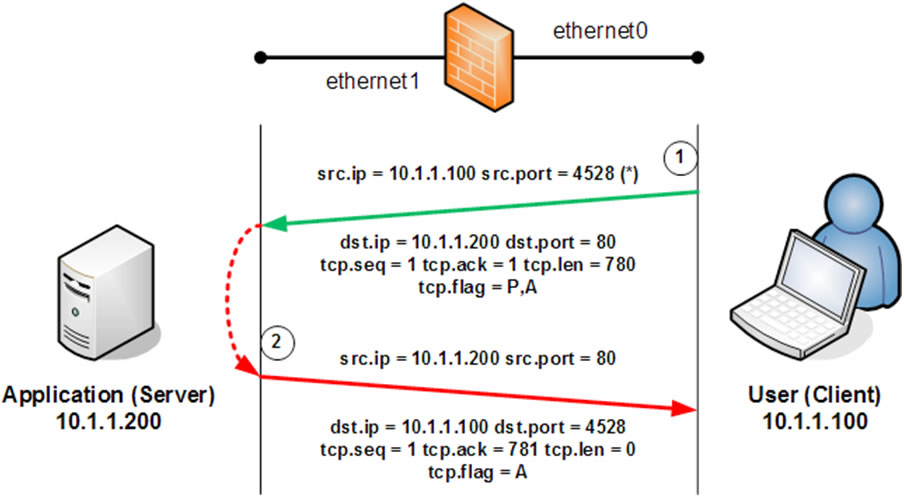 ethernet0
ethernet1
1
src.ip = 10.1.1.100 src.port = 4528 (*)
dst.ip = 10.1.1.200 dst.port = 80
tcp.seq = 1 tcp.ack = 1 tcp.len = 780
tcp.flag = P,A
2
src.ip = 10.1.1.200 src.port = 80
Application (Server)
10.1.1.200
User (Client)
10.1.1.100
dst.ip = 10.1.1.100 dst.port = 4528
tcp.seq = 1 tcp.ack = 781 tcp.len = 0
tcp.flag = A